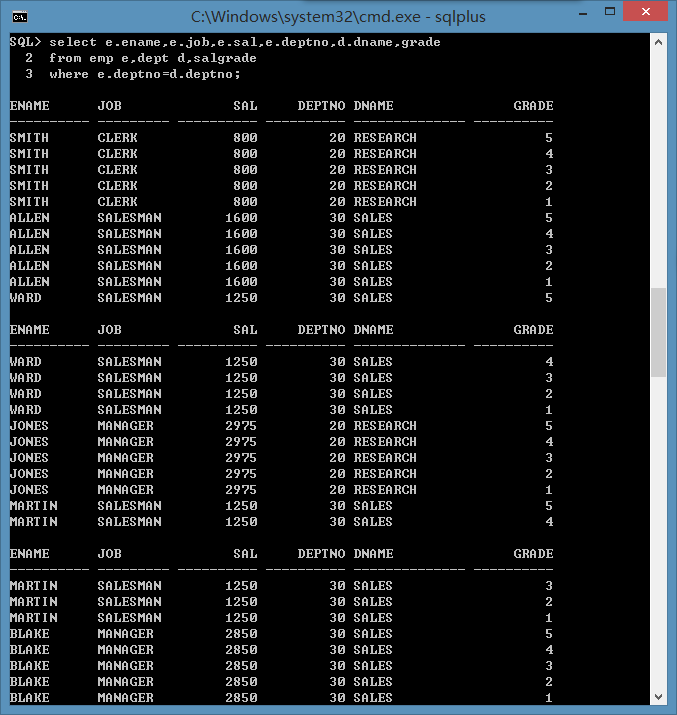 C:\Windows\system32\cmd.exe - sqlplus
SQL> select e.ename,e.job,e.sal,e.deptno,d.dname,grade
  2  from emp e,dept d,salgrade
  3  where e.deptno=d.deptno;
ENAME      JOB              SAL     DEPTNO DNAME               GRADE
---------- --------- ---------- ---------- -------------- ----------
SMITH      CLERK            800         20 RESEARCH                5
SMITH      CLERK            800         20 RESEARCH                4
SMITH      CLERK            800         20 RESEARCH                3
SMITH      CLERK            800         20 RESEARCH                2
SMITH      CLERK            800         20 RESEARCH                1
ALLEN      SALESMAN        1600         30 SALES                   5
ALLEN      SALESMAN        1600         30 SALES                   4
ALLEN      SALESMAN        1600         30 SALES                   3
ALLEN      SALESMAN        1600         30 SALES                   2
ALLEN      SALESMAN        1600         30 SALES                   1
WARD       SALESMAN        1250         30 SALES                   5
ENAME      JOB              SAL     DEPTNO DNAME               GRADE
---------- --------- ---------- ---------- -------------- ----------
WARD       SALESMAN        1250         30 SALES                   4
WARD       SALESMAN        1250         30 SALES                   3
WARD       SALESMAN        1250         30 SALES                   2
WARD       SALESMAN        1250         30 SALES                   1
JONES      MANAGER         2975         20 RESEARCH                5
JONES      MANAGER         2975         20 RESEARCH                4
JONES      MANAGER         2975         20 RESEARCH                3
JONES      MANAGER         2975         20 RESEARCH                2
JONES      MANAGER         2975         20 RESEARCH                1
MARTIN     SALESMAN        1250         30 SALES                   5
MARTIN     SALESMAN        1250         30 SALES                   4
ENAME      JOB              SAL     DEPTNO DNAME               GRADE
---------- --------- ---------- ---------- -------------- ----------
MARTIN     SALESMAN        1250         30 SALES                   3
MARTIN     SALESMAN        1250         30 SALES                   2
MARTIN     SALESMAN        1250         30 SALES                   1
BLAKE      MANAGER         2850         30 SALES                   5
BLAKE      MANAGER         2850         30 SALES                   4
BLAKE      MANAGER         2850         30 SALES                   3
BLAKE      MANAGER         2850         30 SALES                   2
BLAKE      MANAGER         2850         30 SALES                   1